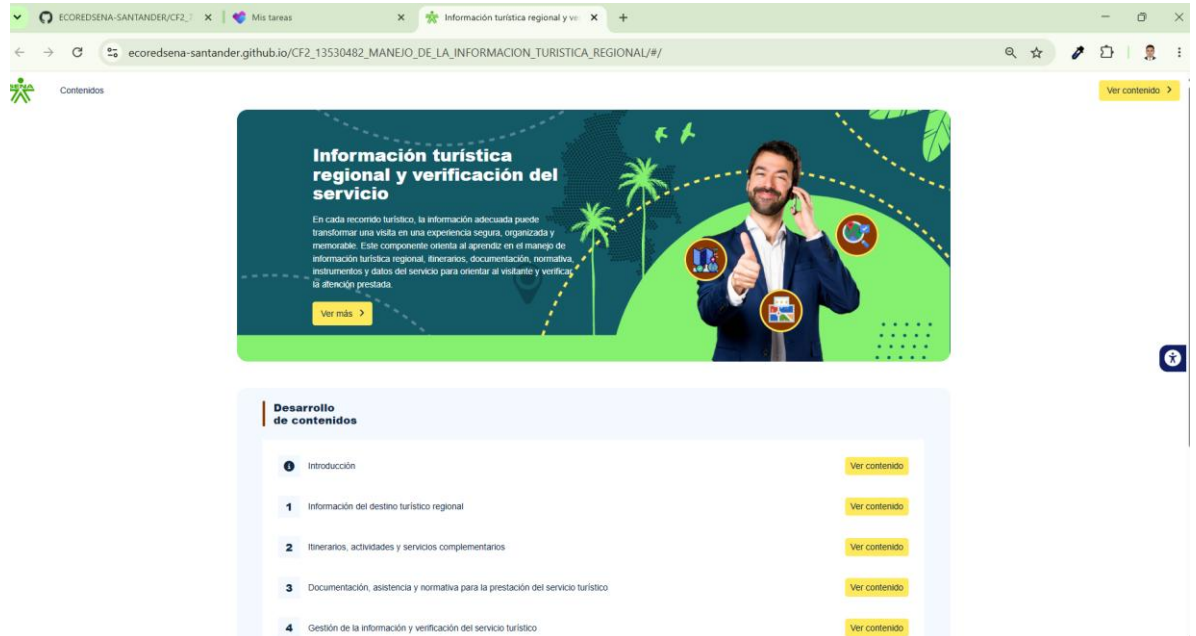 ECOREDSENA-SANTANDER/CF2_
Mis tareas
Información turística regional y ve
ecoredsena-santander.github.io/CF2_13530482_MANEJO_DE_LA_INFORMACION_TURISTICA_REGIONAL/#/
SENA
Contenidos
Ver contenido
Información turística
regional y verificación del
servicio
En cada recorrido turístico, la información adecuada puede
transformar una visita en una experiencia segura, organizada y
memorable. Este componente orienta al aprendiz en el manejo de
información turística regional, itinerarios, documentación, normativa,
instrumentos y datos del servicio para orientar al visitante y verificar
la atención prestada.
Ver más
Desarrollo
de contenidos
Introducción
Ver contenido
1 Información del destino turístico regional
Ver contenido
2 Itinerarios, actividades y servicios complementarios
Ver contenido
3 Documentación, asistencia y normativa para la prestación del servicio turístico
Ver contenido
4 Gestión de la información y verificación del servicio turístico
Ver contenido